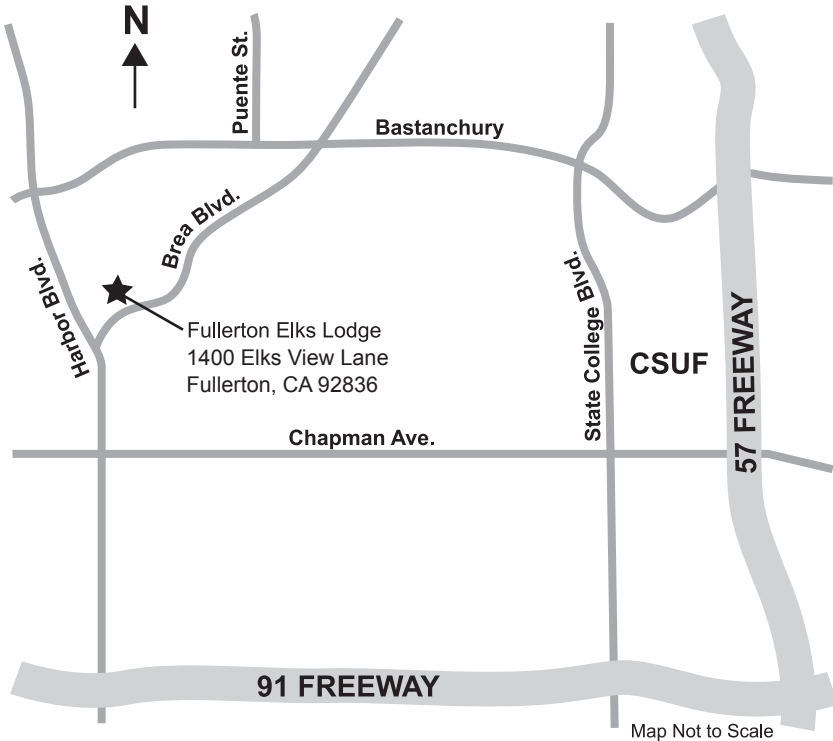 N
Puente St.
Bastanchury
Brea Blvd.
Harbor Blvd.
Fullerton Elks Lodge
1400 Elks View Lane
Fullerton, CA 92836
State College Blvd.
CSUF
57 FREEWAY
Chapman Ave.
91 FREEWAY
Map Not to Scale